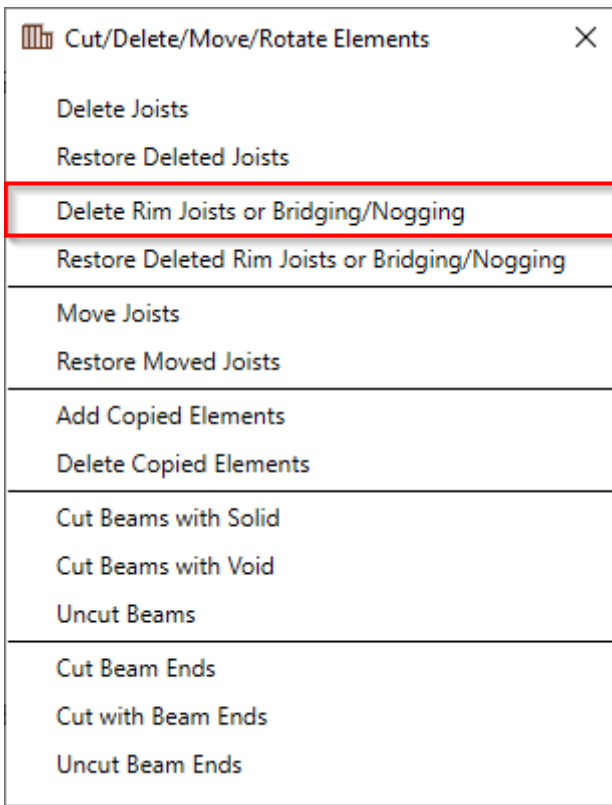 Cut/Delete/Move/Rotate Elements
Delete Joists
Restore Deleted Joists
Delete Rim Joists or Bridging/Nogging
Restore Deleted Rim Joists or Bridging/Nogging
Move Joists
Restore Moved Joists
Add Copied Elements
Delete Copied Elements
Cut Beams with Solid
Cut Beams with Void
Uncut Beams
Cut Beam Ends
Cut with Beam Ends
Uncut Beam Ends